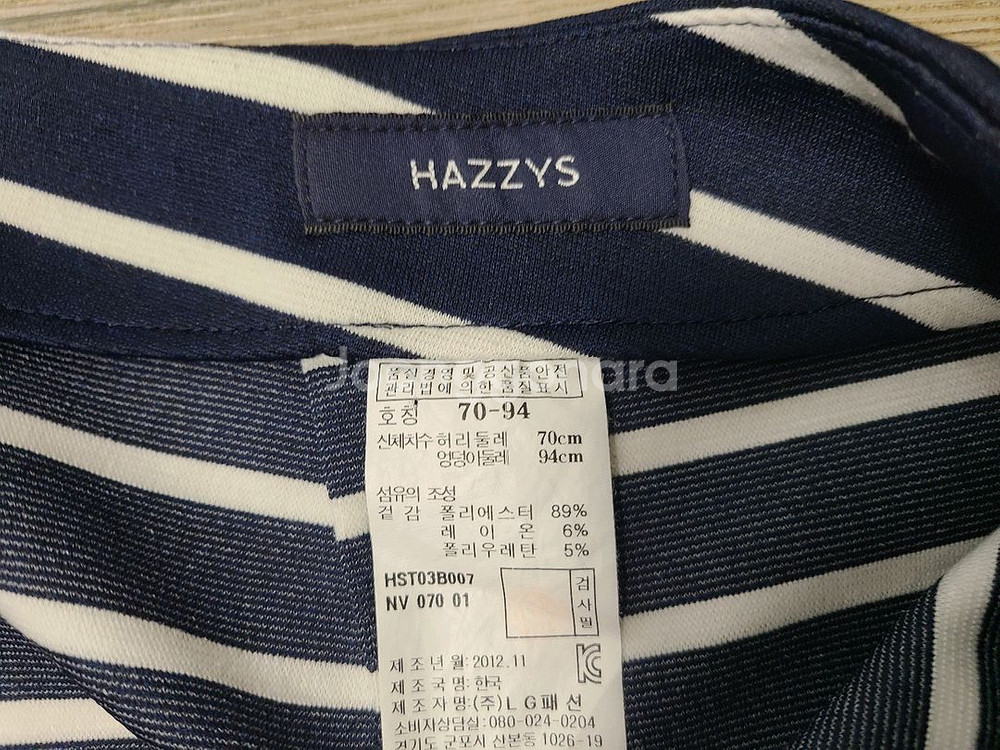 HAZZYS
품질경영 및 공산품안전
관리법에 의한 품질표시
호칭 70-94
신체치수 허리둘레 70cm
엉덩이둘레 94cm
섬유의 조성
겉감 폴리에스터 89%
레이온 6%
폴리우레탄 5%
HST03B007
NV 070 01
검사필
제조년월:2012.11
제조국명:한국
제조자명:(주)LG패션
소비자상담실:080-024-0204
경기도 군포시 산본동 1026-19